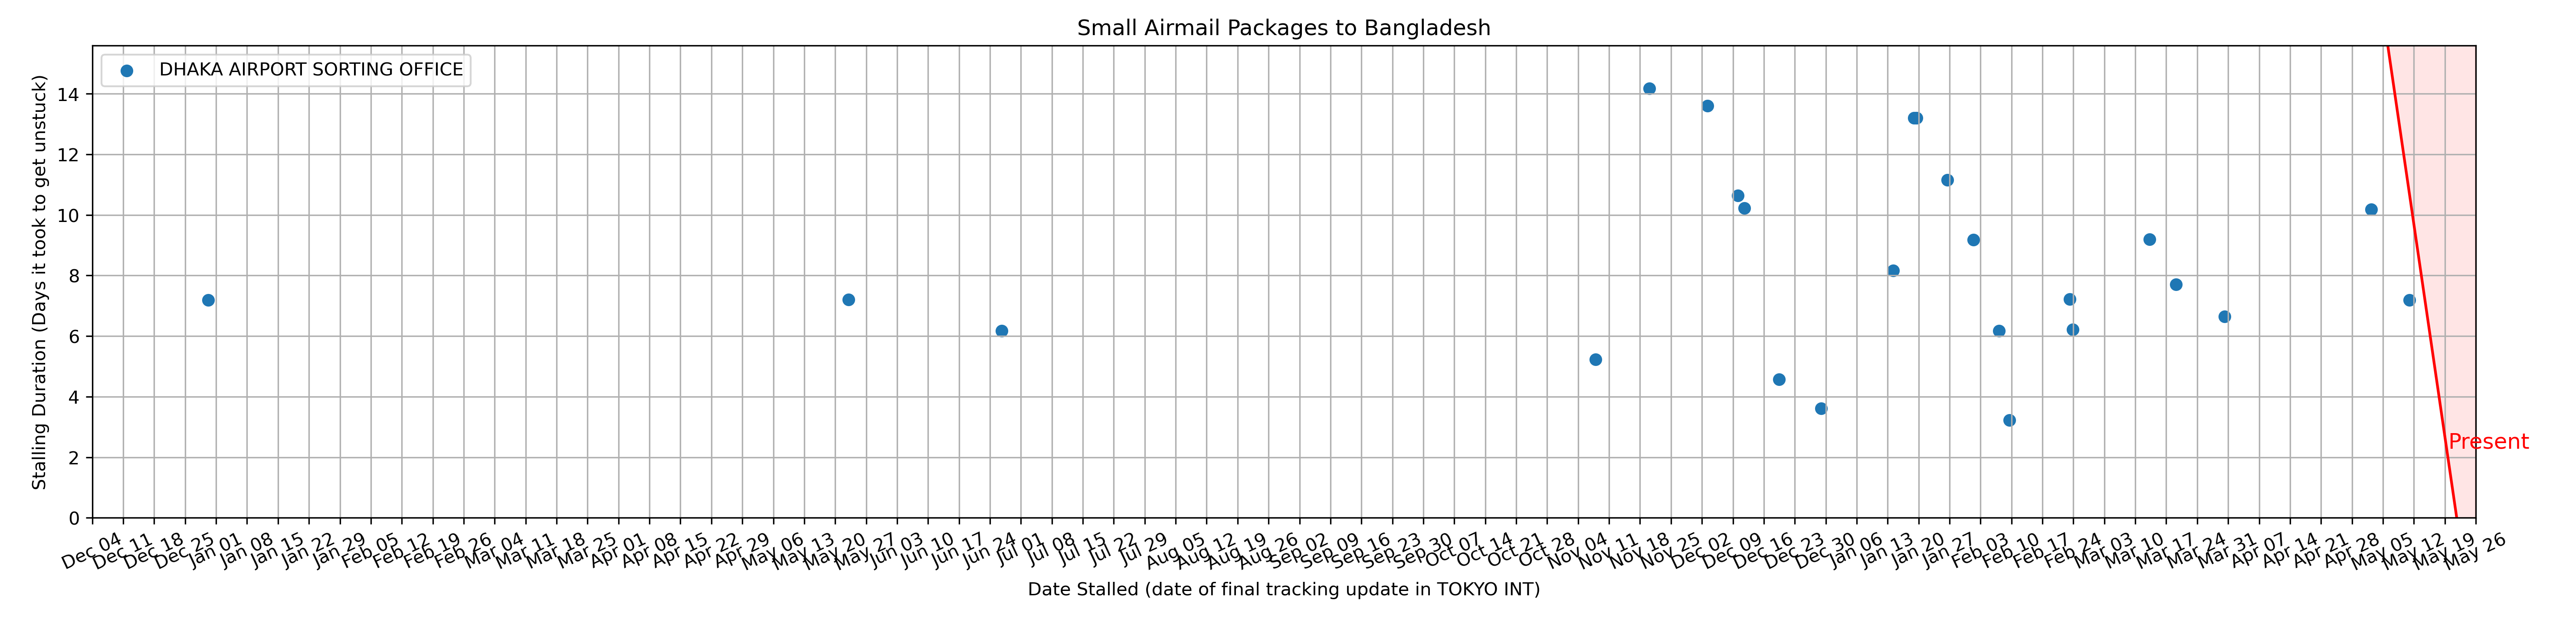 Small Airmail Packages to Bangladesh
DHAKA AIRPORT SORTING OFFICE
Stalling Duration (Days it took to get unstuck)
14
12
10
8
6
4
2
0
Present
Dec 04 Dec 11 Dec 18 Dec 25 Jan 01 Jan 08 Jan 15 Jan 22 Jan 29 Feb 05 Feb 12 Feb 19 Feb 26 Mar 04 Mar 11 Mar 18 Mar 25 Apr 01 Apr 08 Apr 15 Apr 22 Apr 29 May 06 May 13 May 20 May 27 Jun 03 Jun 10 Jun 17 Jun 24 Jul 01 Jul 08 Jul 15 Jul 22 Jul 29 Aug 05 Aug 12 Aug 19 Aug 26 Sep 02 Sep 09 Sep 16 Sep 23 Sep 30 Oct 07 Oct 14 Oct 21 Oct 28 Nov 04 Nov 11 Nov 18 Nov 25 Dec 02 Dec 09 Dec 16 Dec 23 Dec 30 Jan 06 Jan 13 Jan 20 Jan 27 Feb 03 Feb 10 Feb 17 Feb 24 Mar 03 Mar 10 Mar 17 Mar 24 Mar 31 Apr 07 Apr 14 Apr 21 Apr 28 May 05 May 12 May 19 May 26
Date Stalled (date of final tracking update in TOKYO INT)